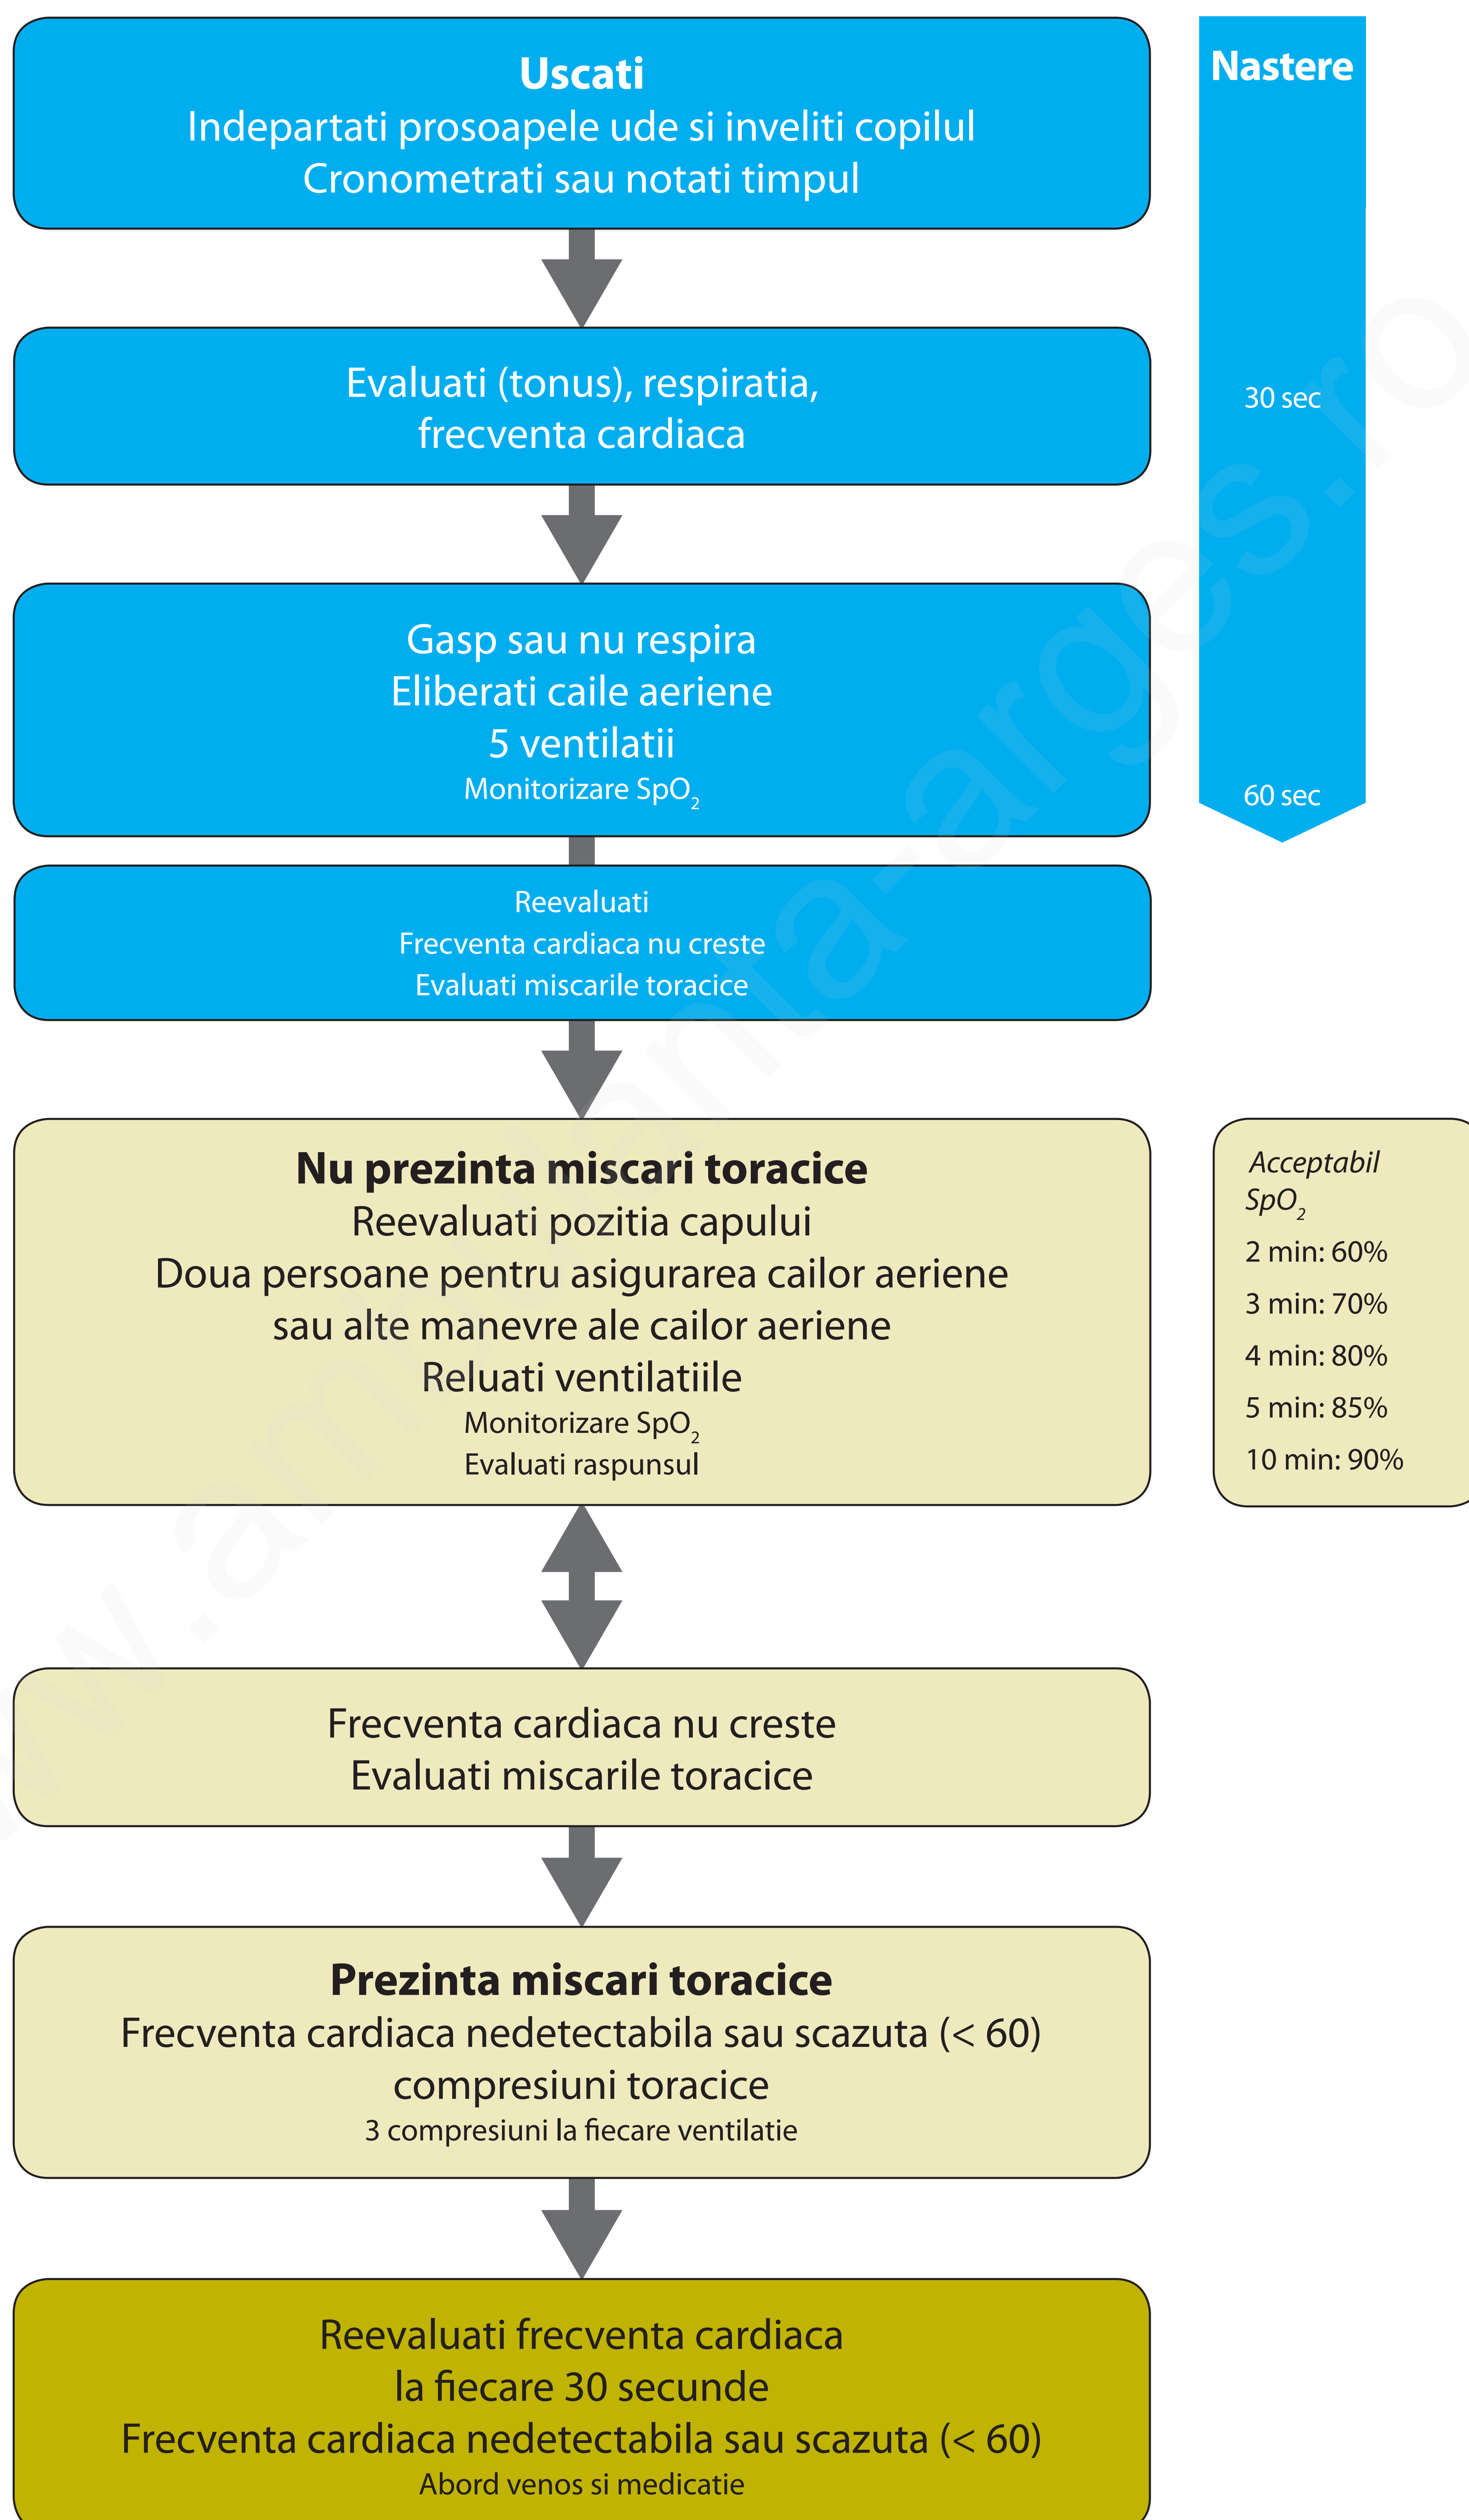 Uscati
Indepartati prosoapele ude si inveliti copilul
Cronometrati sau notati timpul
Nastere
30 sec
60 sec
Evaluati (tonus), respiratia,
frecventa cardiaca
Gasp sau nu respira
Eliberati caile aeriene
5 ventilatii
Monitorizare SpO₂
Reevaluati
Frecventa cardiaca nu creste
Evaluati miscarile toracice
Nu prezinta miscari toracice
Reevaluati pozitia capului
Doua persoane pentru asigurarea cailor aeriene
sau alte manevre ale cailor aeriene
Reluati ventilatiile
Monitorizare SpO₂
Evaluati raspunsul
Acceptabil
SpO₂
2 min: 60%
3 min: 70%
4 min: 80%
5 min: 85%
10 min: 90%
Frecventa cardiaca nu creste
Evaluati miscarile toracice
Prezinta miscari toracice
Frecventa cardiaca nedetectabila sau scazuta (< 60)
compresiuni toracice
3 compresiuni la fiecare ventilatie
Reevaluati frecventa cardiaca
la fiecare 30 secunde
Frecventa cardiaca nedetectabila sau scazuta (< 60)
Abord venos si medicatie